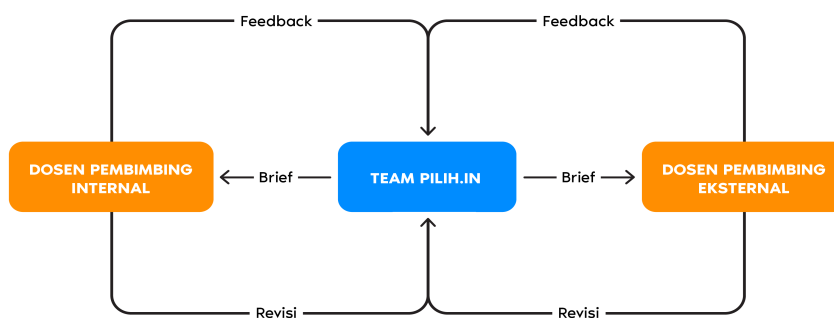 Feedback
Feedback
DOSEN PEMBIMBING
INTERNAL
Brief
TEAM PILIH.IN
Brief
DOSEN PEMBIMBING
EKSTERNAL
Revisi
Revisi